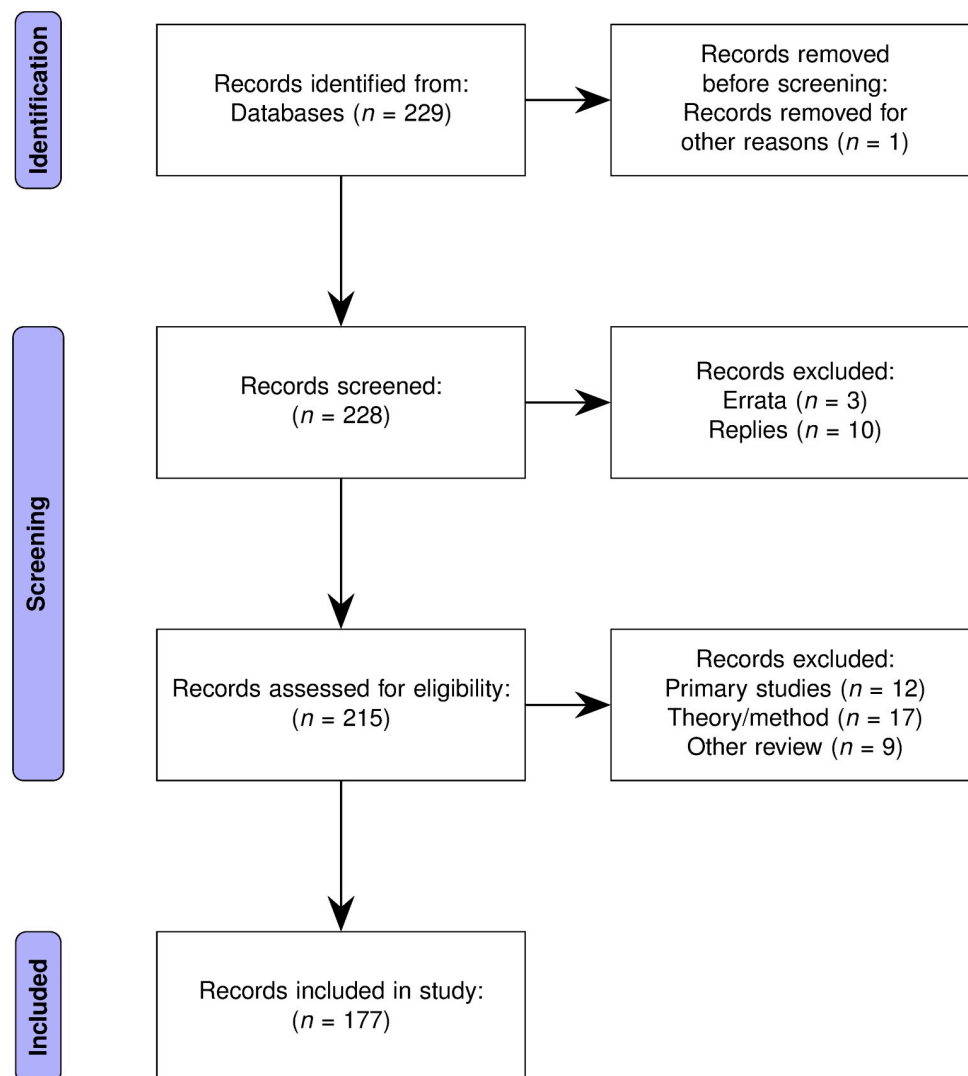 Identification
Records identified from:
Databases (n = 229)
Records removed
before screening:
Records removed for
other reasons (n = 1)
Screening
Records screened:
(n = 228)
Records excluded:
Errata (n = 3)
Replies (n = 10)
Records assessed for eligibility:
(n = 215)
Records excluded:
Primary studies (n = 12)
Theory/method (n = 17)
Other review (n = 9)
Included
Records included in study:
(n = 177)